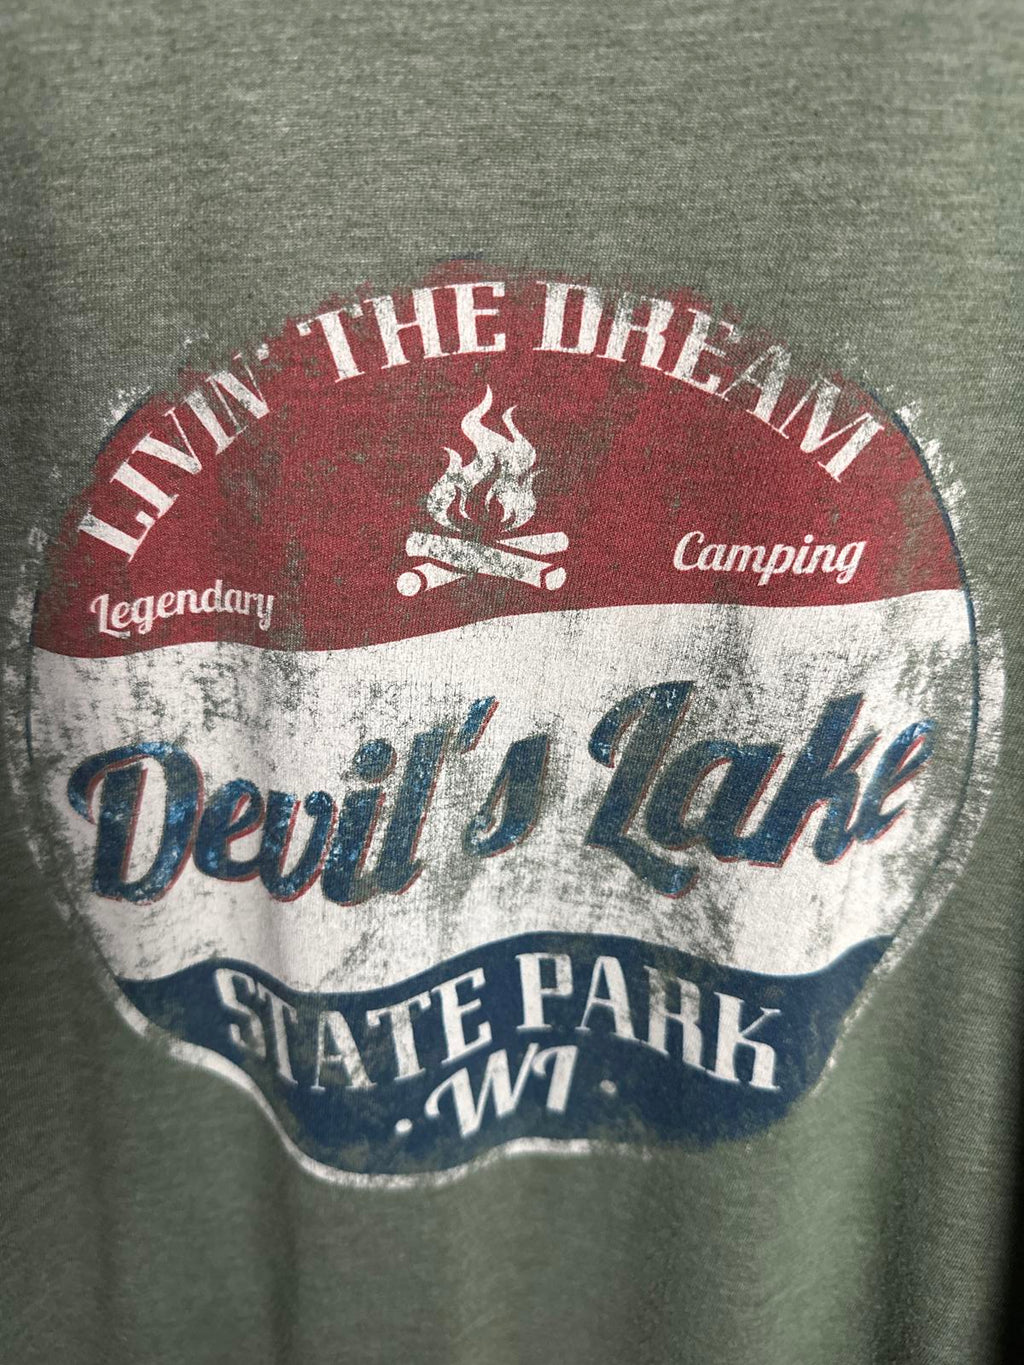 LIVIN' THE DREAM
Legendary
Camping
Devil's Lake
STATE PARK
· WI ·